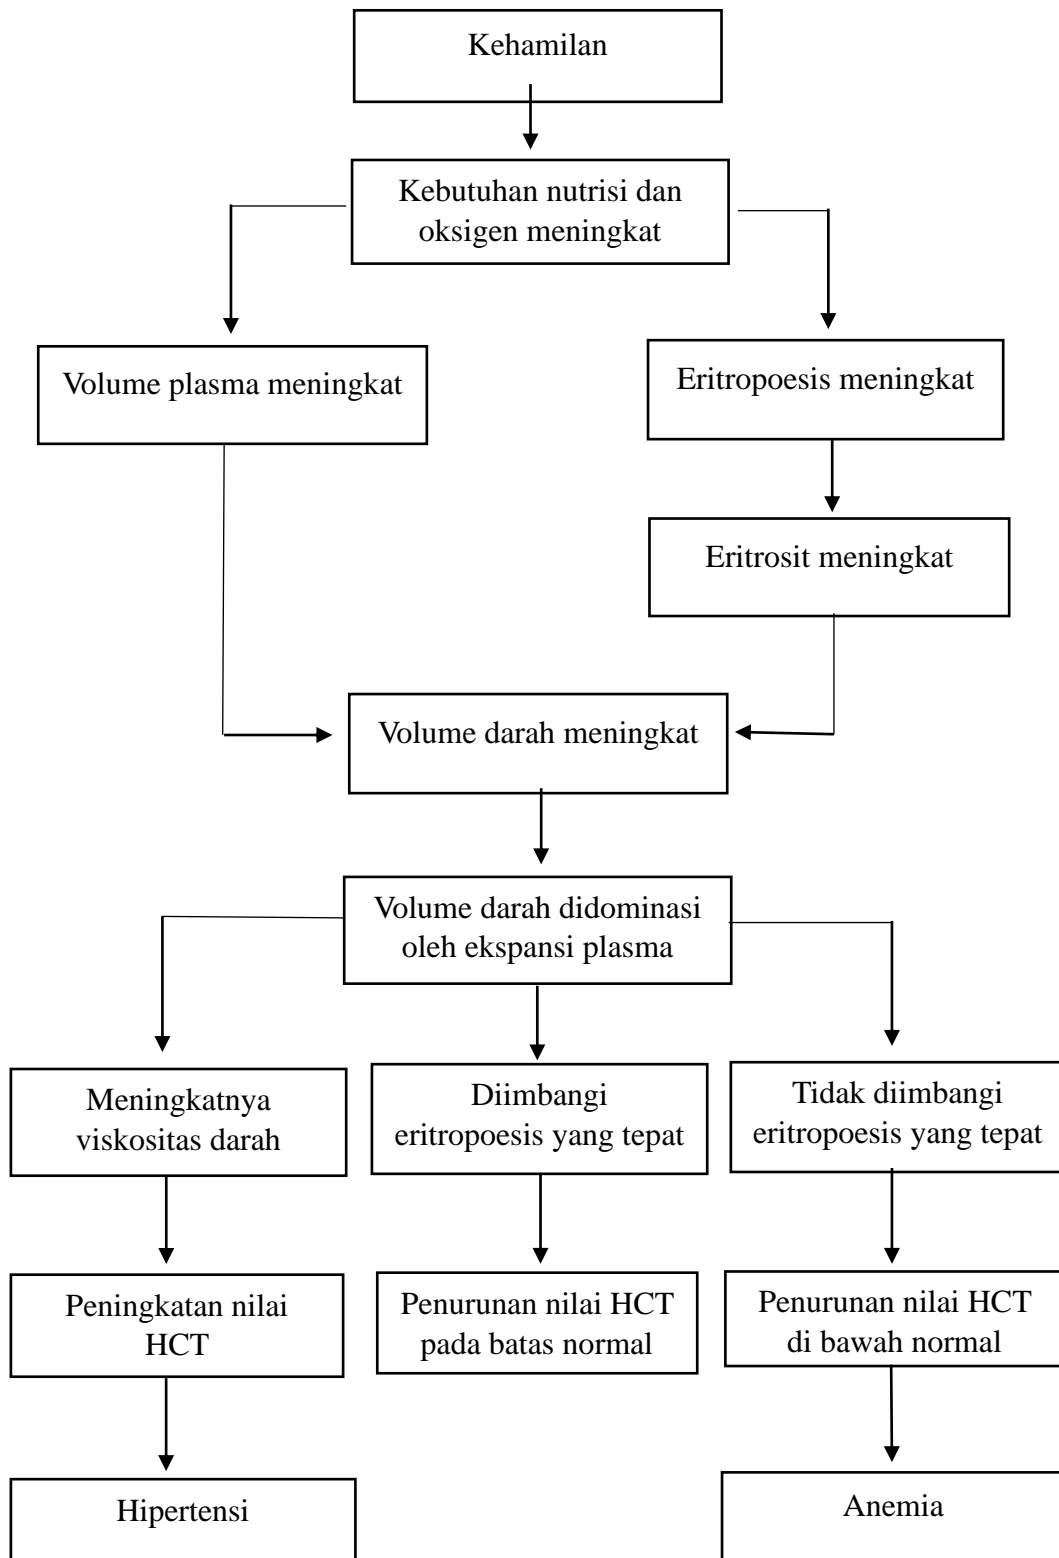 Kehamilan
Kebutuhan nutrisi dan
oksigen meningkat
Volume plasma meningkat
Eritropoesis meningkat
Eritrosit meningkat
Volume darah meningkat
Volume darah didominasi
oleh ekspansi plasma
Meningkatnya
viskositas darah
Diimbangi
eritropoesis yang tepat
Tidak diimbangi
eritropoesis yang tepat
Peningkatan nilai
HCT
Penurunan nilai HCT
pada batas normal
Penurunan nilai HCT
di bawah normal
Hipertensi
Anemia